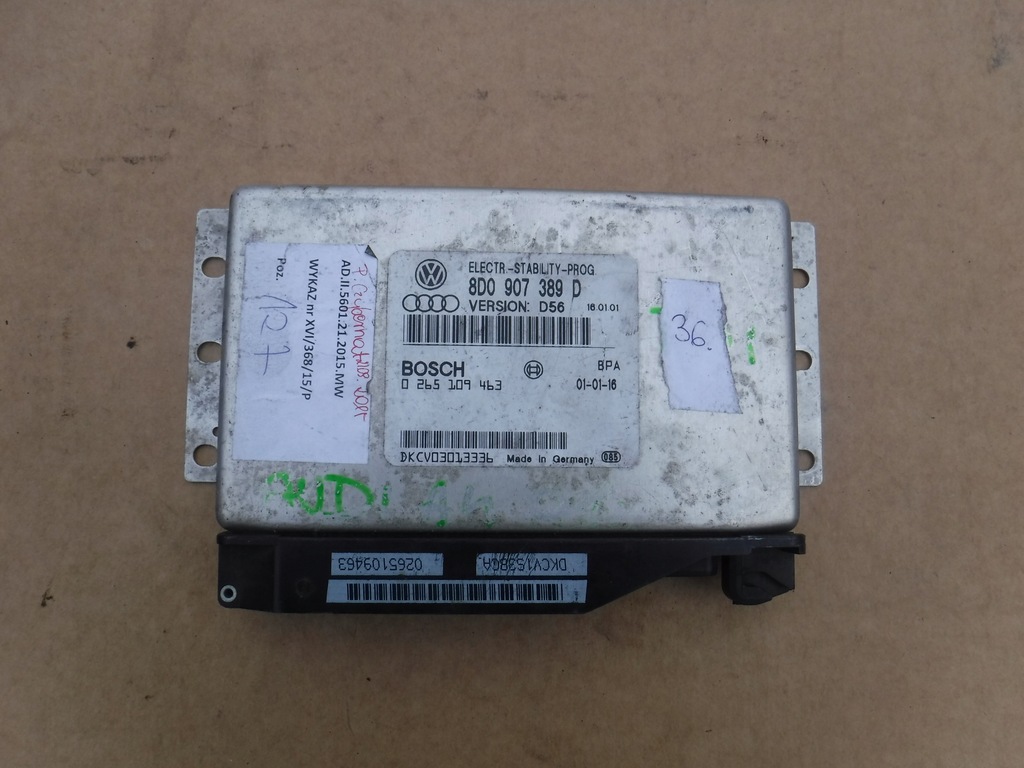 ELECTR.-STABILITY-PROG
8D0 907 389 D
VERSION: D56 16.01.01
BOSCH BPA
0 265 109 463 01-01-16
DKCV03013336 Made in Germany 085
AD.II.5601.21.2015.MW
WYKAZ nr XVI/368/15/P
Poz. 127
36.
AUDI
0265109463